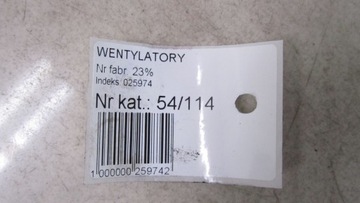 WENTYLATORY
Nr fabr. 23%
Indeks: 025974
Nr kat.: 54/114
1 000000 259742